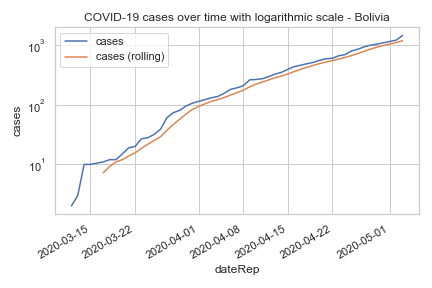 COVID-19 cases over time with logarithmic scale - Bolivia
cases
cases (rolling)
10³
10²
10¹
cases
2020-03-15
2020-03-22
2020-04-01
2020-04-08
2020-04-15
2020-04-22
2020-05-01
dateRep